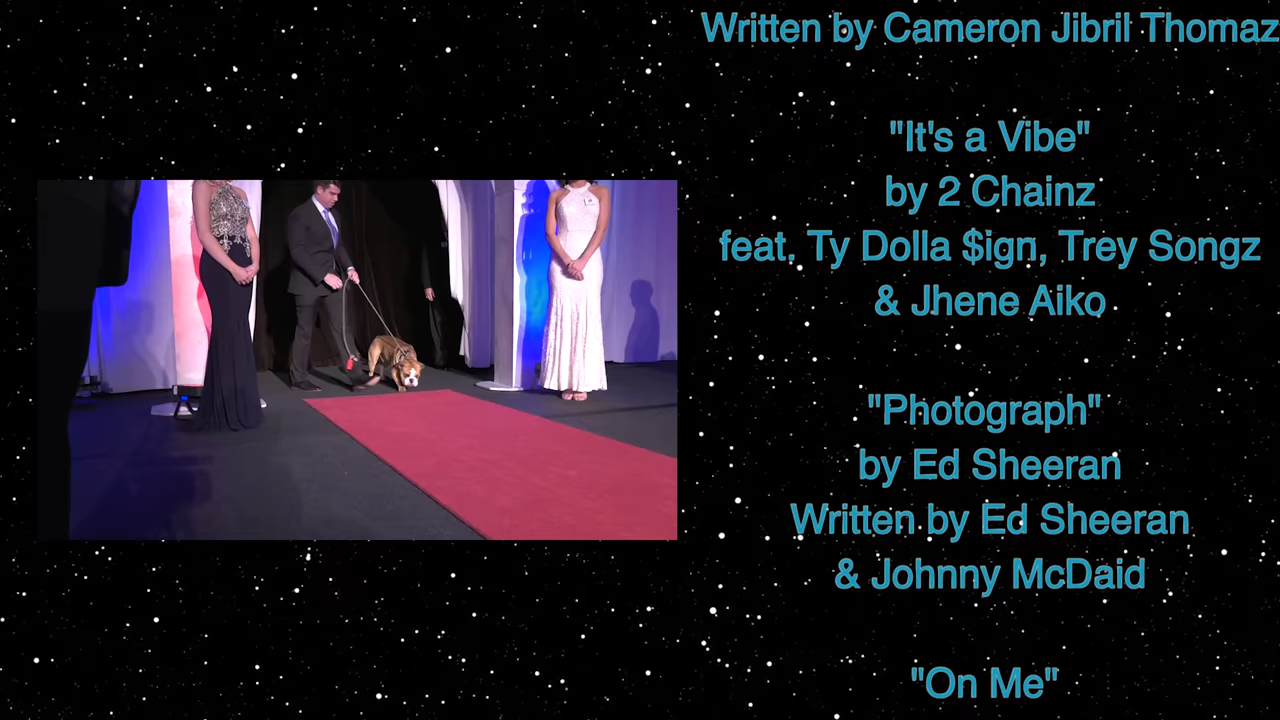 Written by Cameron Jibril Thomaz
"It's a Vibe"
by 2 Chainz
feat. Ty Dolla $ign, Trey Songz
& Jhene Aiko
"Photograph"
by Ed Sheeran
Written by Ed Sheeran
& Johnny McDaid
"On Me"